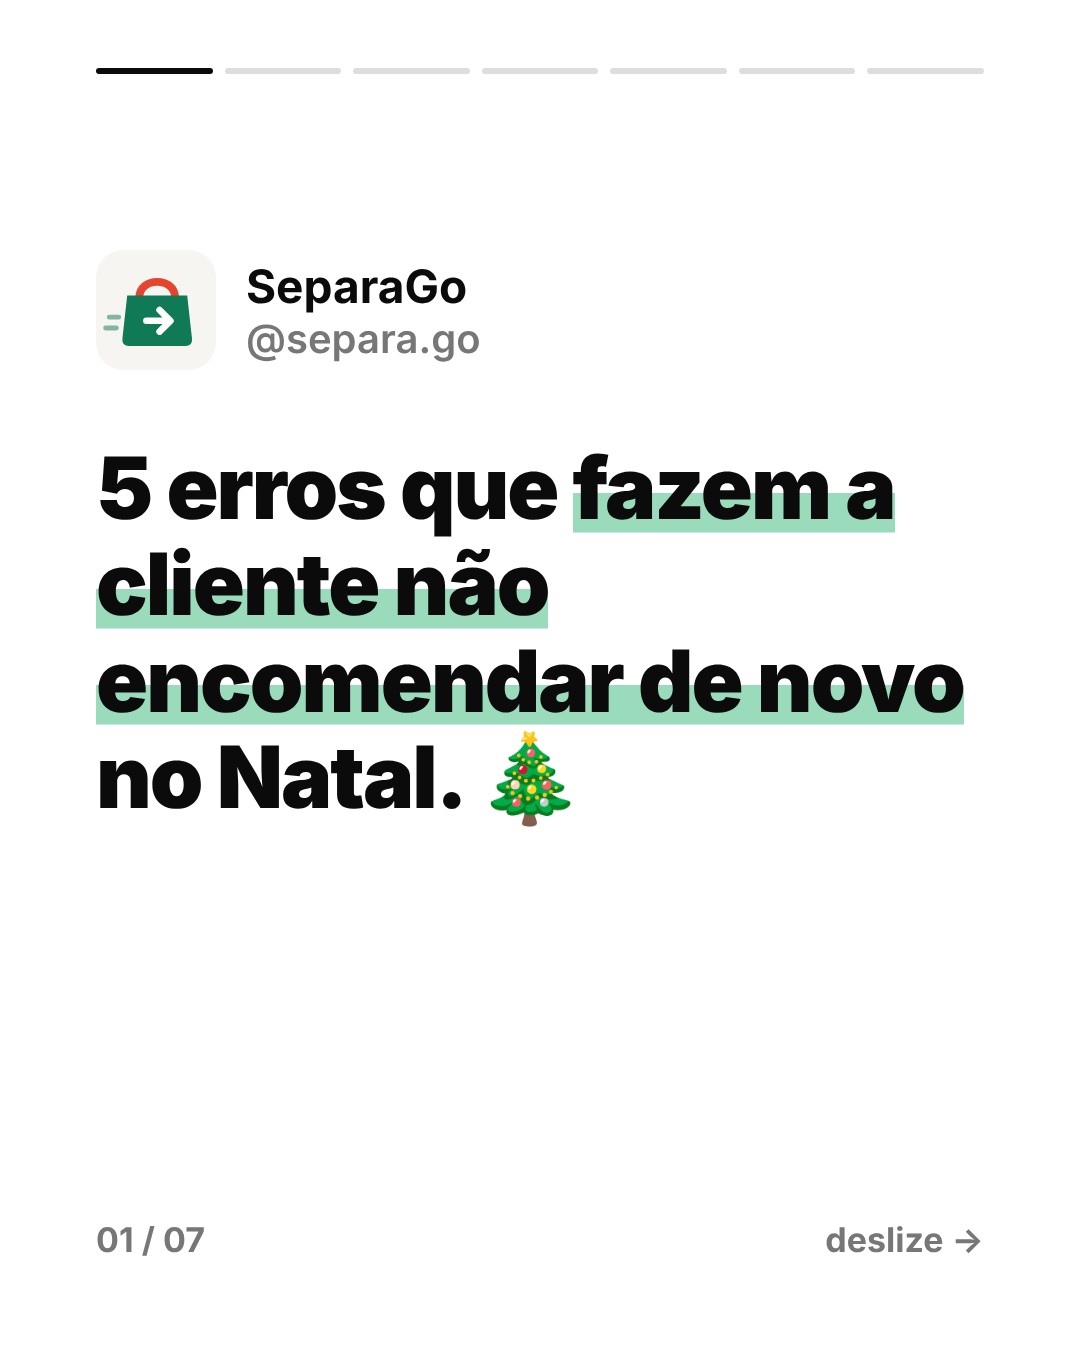 SeparaGo
@separa.go
5 erros que fazem a
cliente não
encomendar de novo
no Natal. 🎄
01 / 07
deslize →